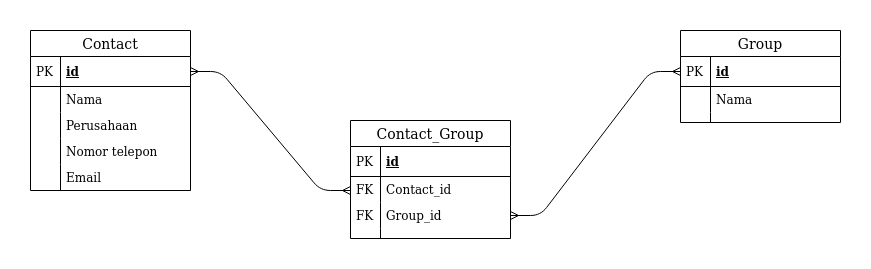 Contact
PK id
Nama
Perusahaan
Nomor telepon
Email
Contact_Group
PK id
FK Contact_id
FK Group_id
Group
PK id
Nama